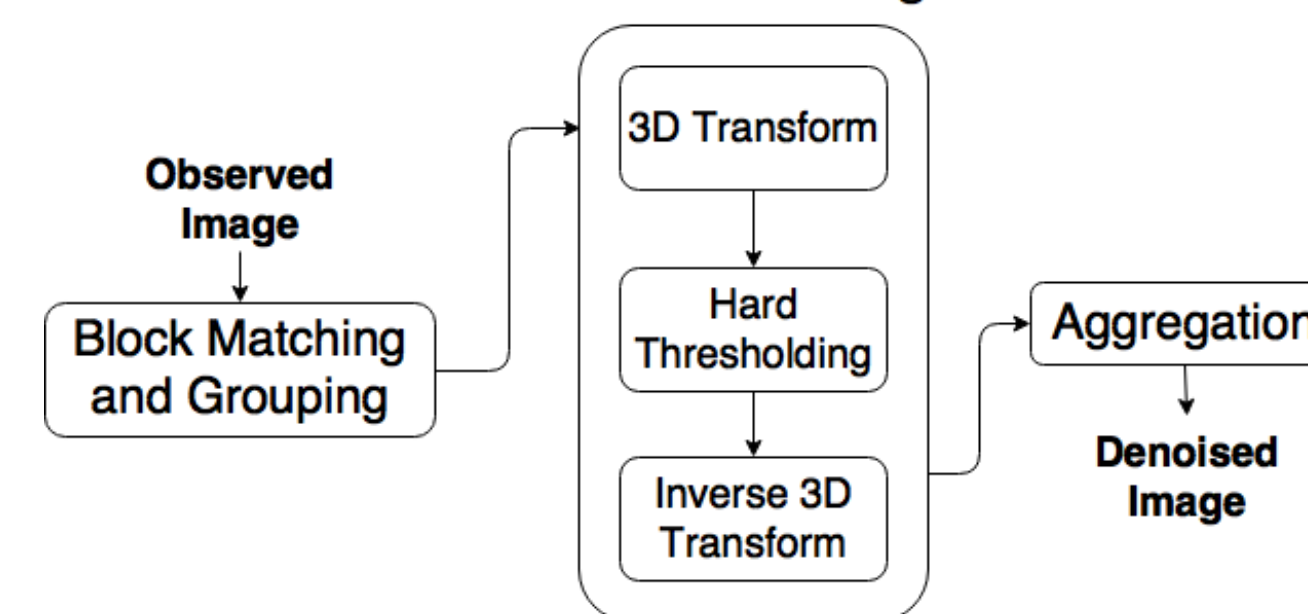 Observed
Image
Block Matching
and Grouping
3D Transform
Hard
Thresholding
Inverse 3D
Transform
Aggregation
Denoised
Image